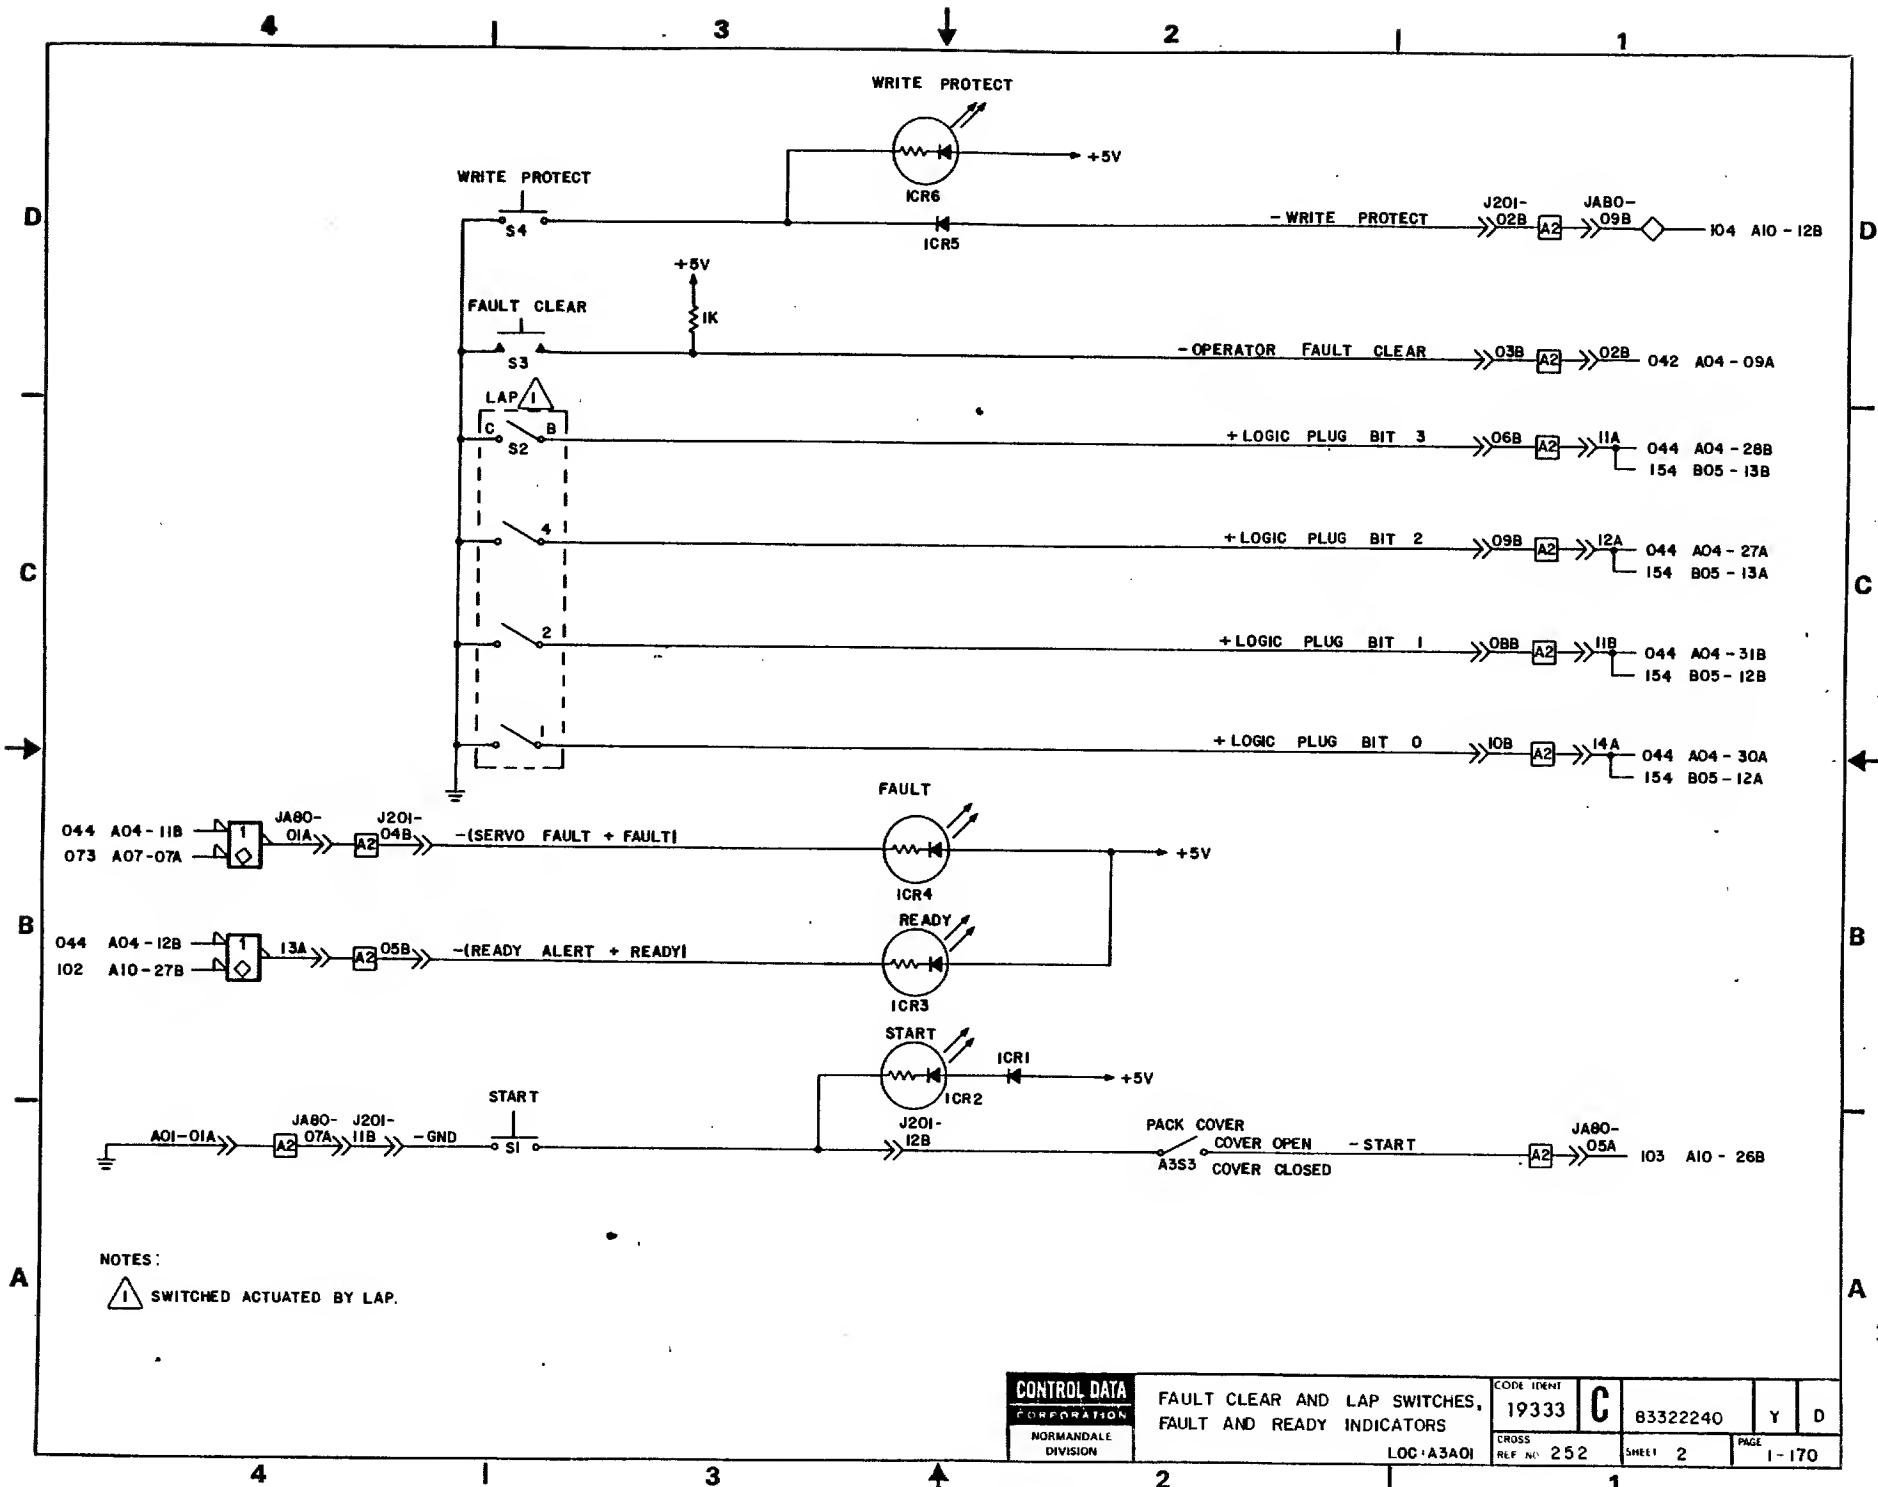 4 3 2 1
WRITE PROTECT
+5V
ICR6
WRITE PROTECT
S4
ICR5
-WRITE PROTECT
J201-
02B
A2
JA80-
09B
104 A10-12B
D D
+5V
1K
FAULT CLEAR
S3
-OPERATOR FAULT CLEAR
03B A2 02B 042 A04-09A
LAP 1
C B
S2
+LOGIC PLUG BIT 3
06B A2 11A 044 A04-28B
154 B05-13B
4
+LOGIC PLUG BIT 2
09B A2 12A 044 A04-27A
154 B05-13A
C C
2
+LOGIC PLUG BIT 1
08B A2 11B 044 A04-31B
154 B05-12B
1
+LOGIC PLUG BIT 0
10B A2 14A 044 A04-30A
154 B05-12A
FAULT
044 A04-11B
073 A07-07A
1
JA80-
01A
A2
J201-
04B
-(SERVO FAULT + FAULT)
ICR4
+5V
READY
B B
044 A04-12B
102 A10-27B
1
13A A2 05B
-(READY ALERT + READY)
ICR3
START
ICR1
+5V
ICR2
START
A01-01A
A2
JA80-
07A
J201-
11B
-GND
S1
J201-
12B
PACK COVER
COVER OPEN
A3S3
COVER CLOSED
-START
A2
JA80-
05A
103 A10-26B
NOTES:
A A
1 SWITCHED ACTUATED BY LAP.
CONTROL DATA
CORPORATION
NORMANDALE
DIVISION
FAULT CLEAR AND LAP SWITCHES,
FAULT AND READY INDICATORS
LOC:A3A01
CODE IDENT
19333
C
83322240
Y
D
CROSS
REF NO 252
SHEET 2
PAGE
1-170
4 3 2 1